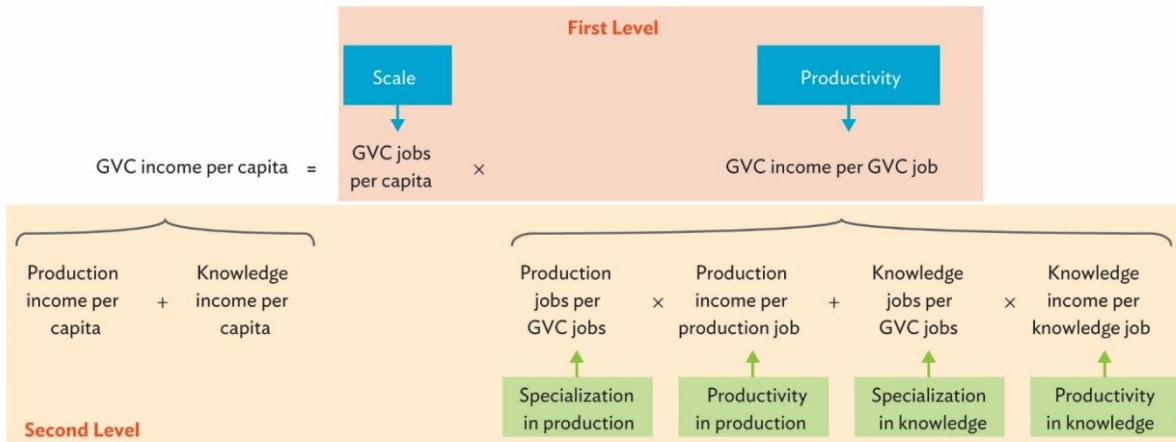 First Level
Scale
Productivity
GVC income per capita = GVC jobs per capita × GVC income per GVC job
Production income per capita + Knowledge income per capita
Production jobs per GVC jobs × Production income per production job + Knowledge jobs per GVC jobs × Knowledge income per knowledge job
Specialization in production
Productivity in production
Specialization in knowledge
Productivity in knowledge
Second Level